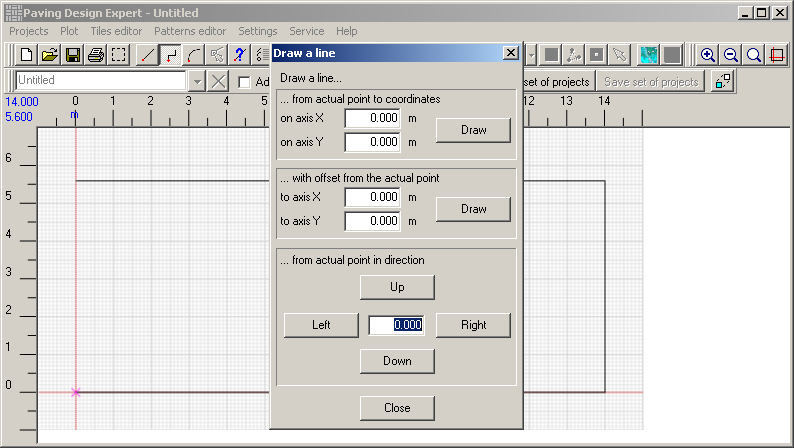 Paving Design Expert - Untitled
Projects Plot Tiles editor Patterns editor Settings Service Help
Draw a line
Untitled
Ad
set of projects
Save set of projects
14.000
5.600
0 1 2 3 4 5 12 13 14
m
6
5
4
3
2
1
0
Draw a line...
... from actual point to coordinates
on axis X 0.000 m
on axis Y 0.000 m
Draw
... with offset from the actual point
to axis X 0.000 m
to axis Y 0.000 m
Draw
... from actual point in direction
Up
Left 0.000 Right
Down
Close